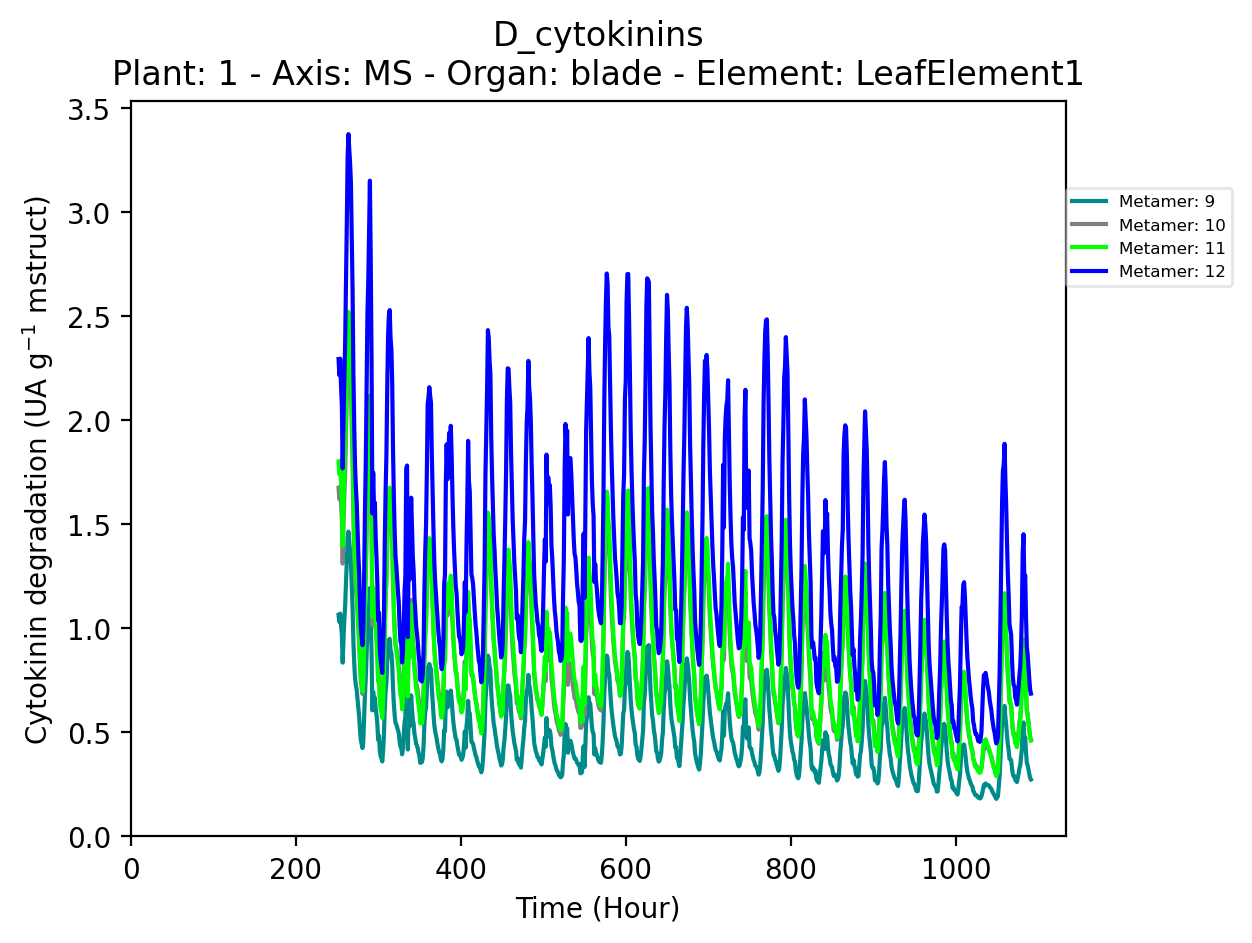 D_cytokinins
Plant: 1 - Axis: MS - Organ: blade - Element: LeafElement1
Cytokinin degradation (UA g⁻¹ mstruct)
3.5
3.0
2.5
2.0
1.5
1.0
0.5
0.0
0 200 400 600 800 1000
Time (Hour)
Metamer: 9
Metamer: 10
Metamer: 11
Metamer: 12